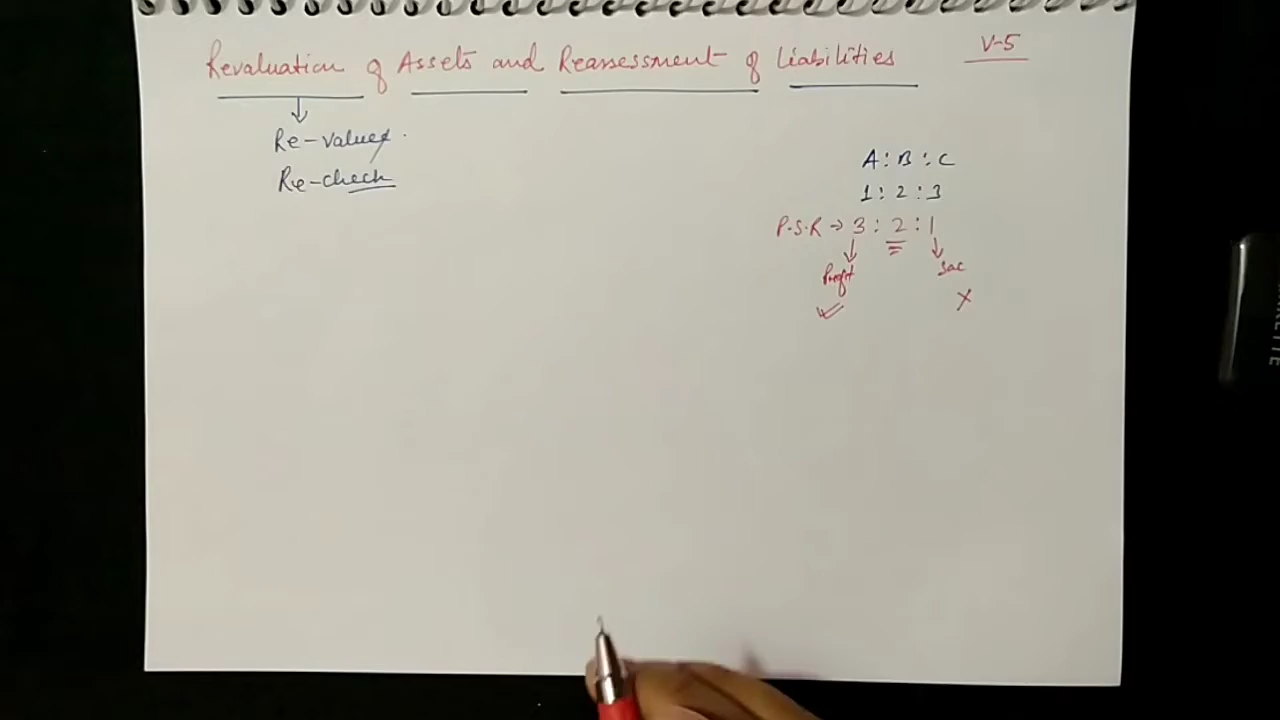 Revaluation of Assets and Reassessment of Liabilities
V-5
Re-values
Re-check
A : B : C
1 : 2 : 3
P.S.R → 3 : 2 : 1
Profit
Sac